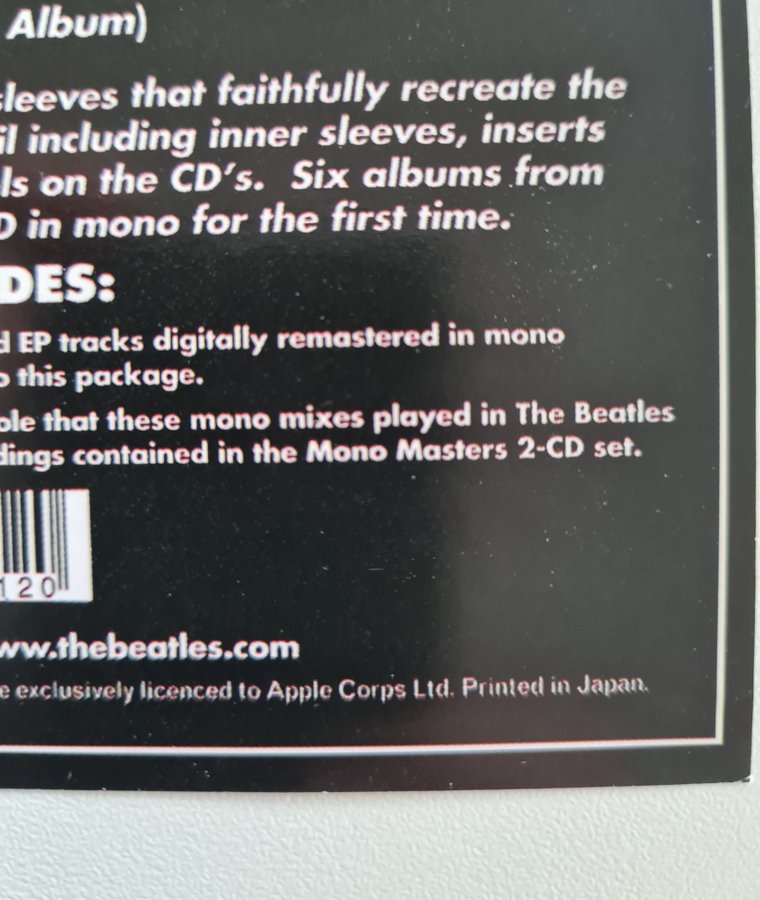 Album)
sleeves that faithfully recreate the
il including inner sleeves, inserts
ls on the CD's. Six albums from
D in mono for the first time.
DES:
d EP tracks digitally remastered in mono
o this package.
ole that these mono mixes played in The Beatles
dings contained in the Mono Masters 2-CD set.
120
ww.thebeatles.com
e exclusively licenced to Apple Corps Ltd. Printed in Japan.